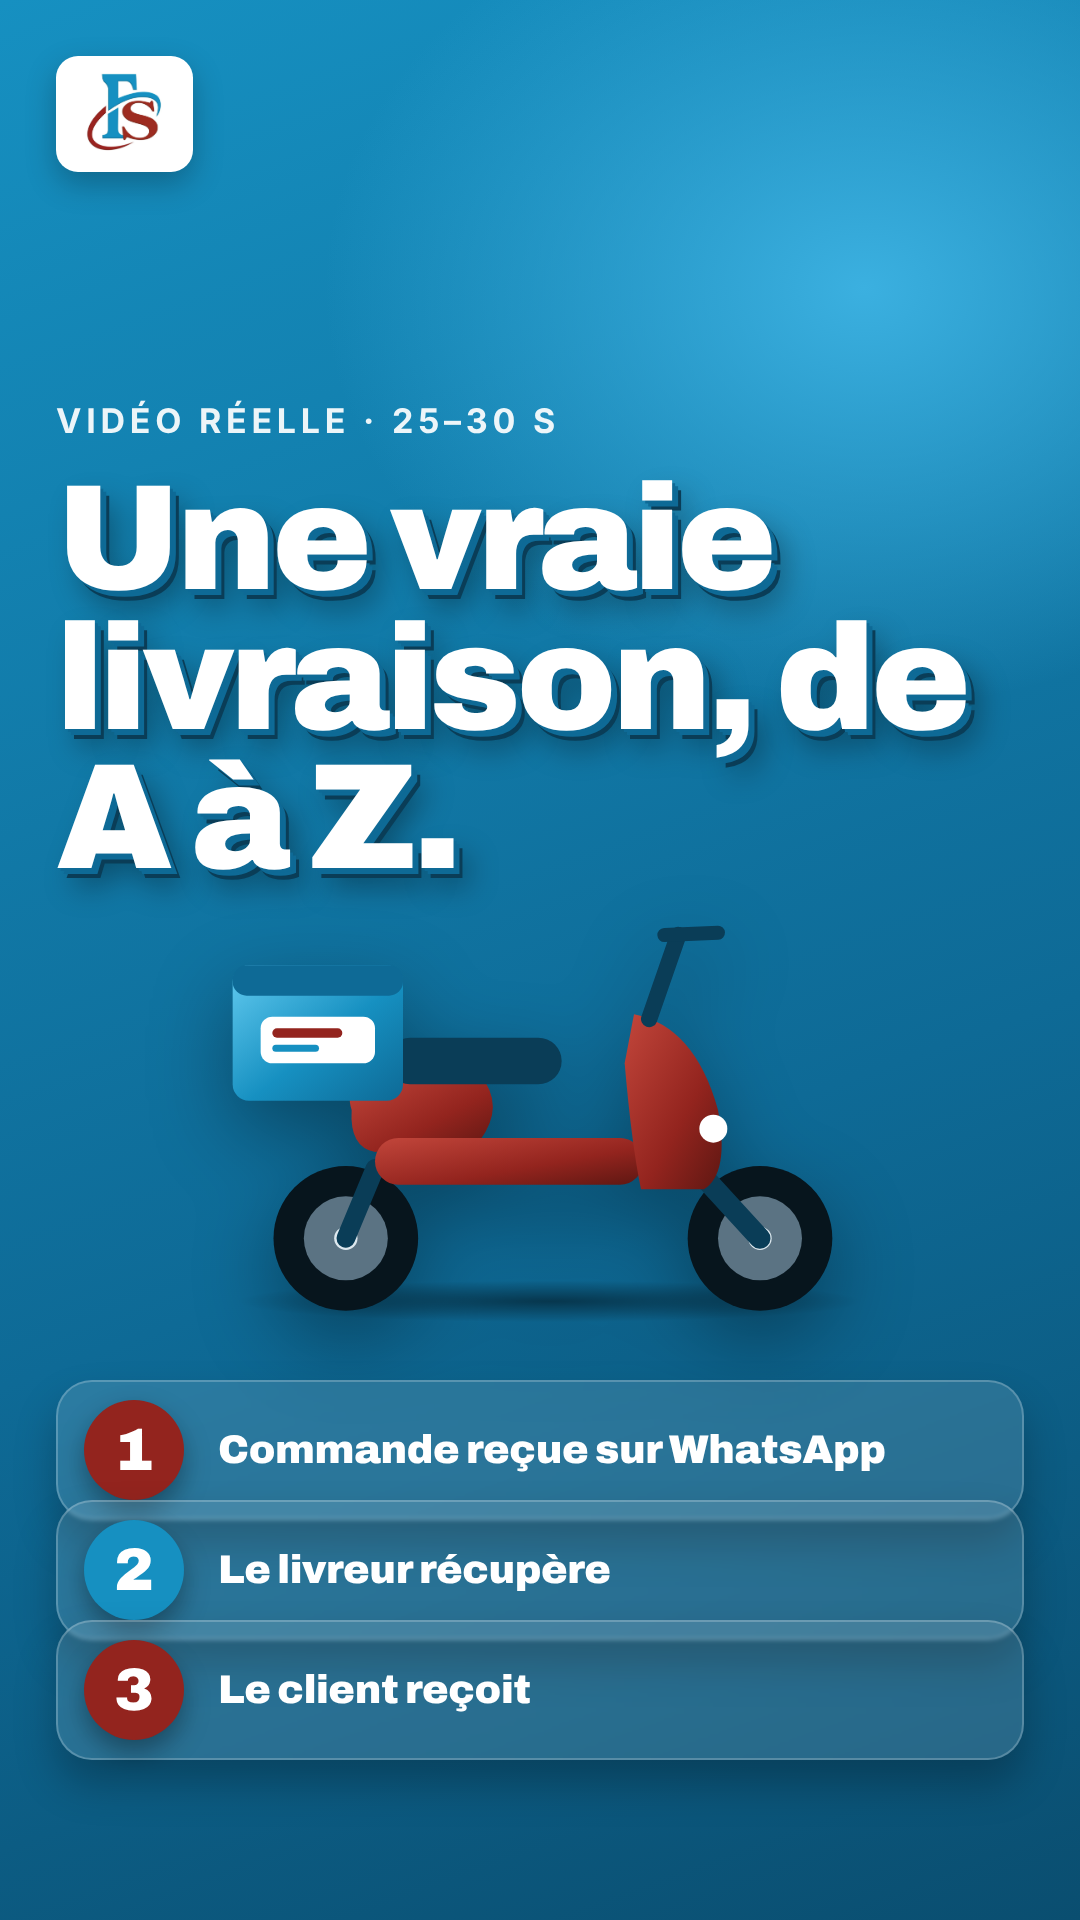 FS
VIDÉO RÉELLE · 25–30 S
Une vraie
livraison, de
A à Z.
1 Commande reçue sur WhatsApp
2 Le livreur récupère
3 Le client reçoit